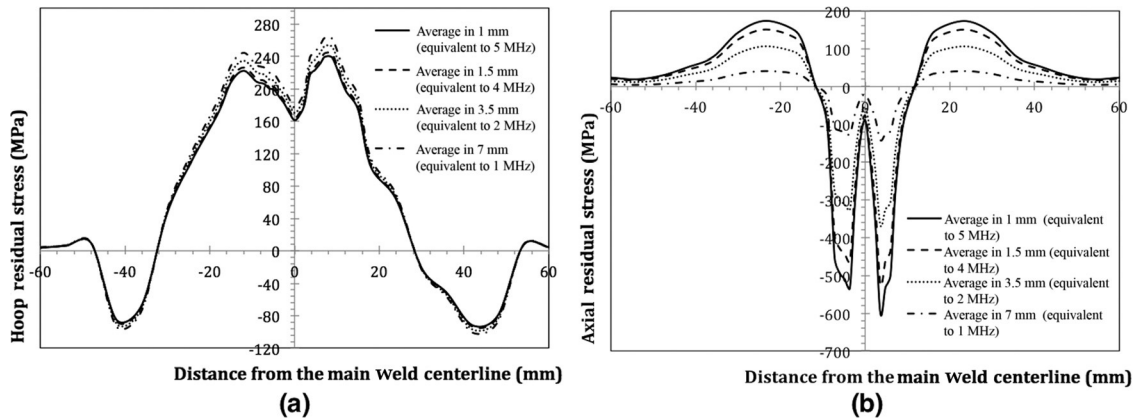 280
240
200
160
120
80
40
0
-40
-80
-120
-60
-40
-20
0
20
40
60
Hoop residual stress (MPa)
Average in 1 mm
(equivalent to 5 MHz)
Average in 1.5 mm
(equivalent to 4 MHz)
Average in 3.5 mm
(equivalent to 2 MHz)
Average in 7 mm
(equivalent to 1 MHz)
Distance from the main Weld centerline (mm)
(a)
200
100
0
-100
-200
-300
-400
-500
-600
-700
-60
-40
-20
0
20
40
60
Axial residual stress (MPa)
Average in 1 mm (equivalent
to 5 MHz)
Average in 1.5 mm (equivalent
to 4 MHz)
Average in 3.5 mm (equivalent
to 2 MHz)
Average in 7 mm (equivalent
to 1 MHz)
Distance from the main Weld centerline (mm)
(b)